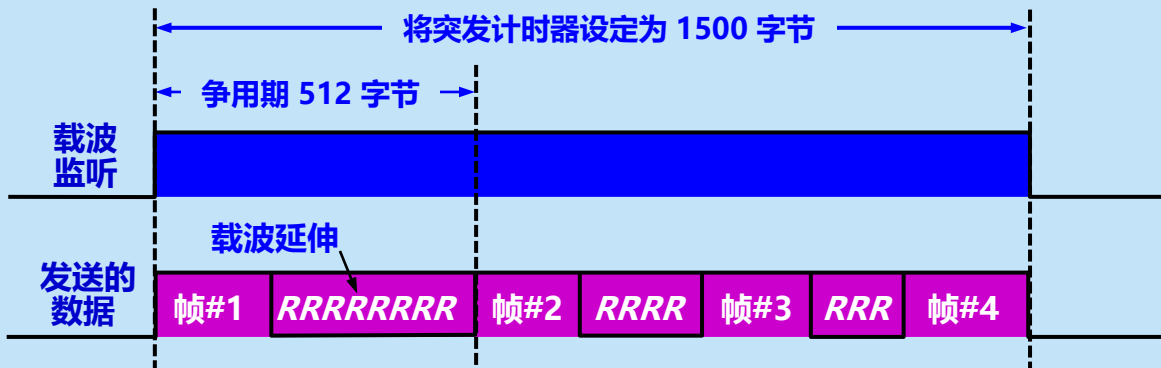 将突发计时器设定为 1500 字节
争用期 512 字节
载波
监听
载波延伸
发送的
数据
帧#1 RRRRRRRR 帧#2 RRRR 帧#3 RRR 帧#4